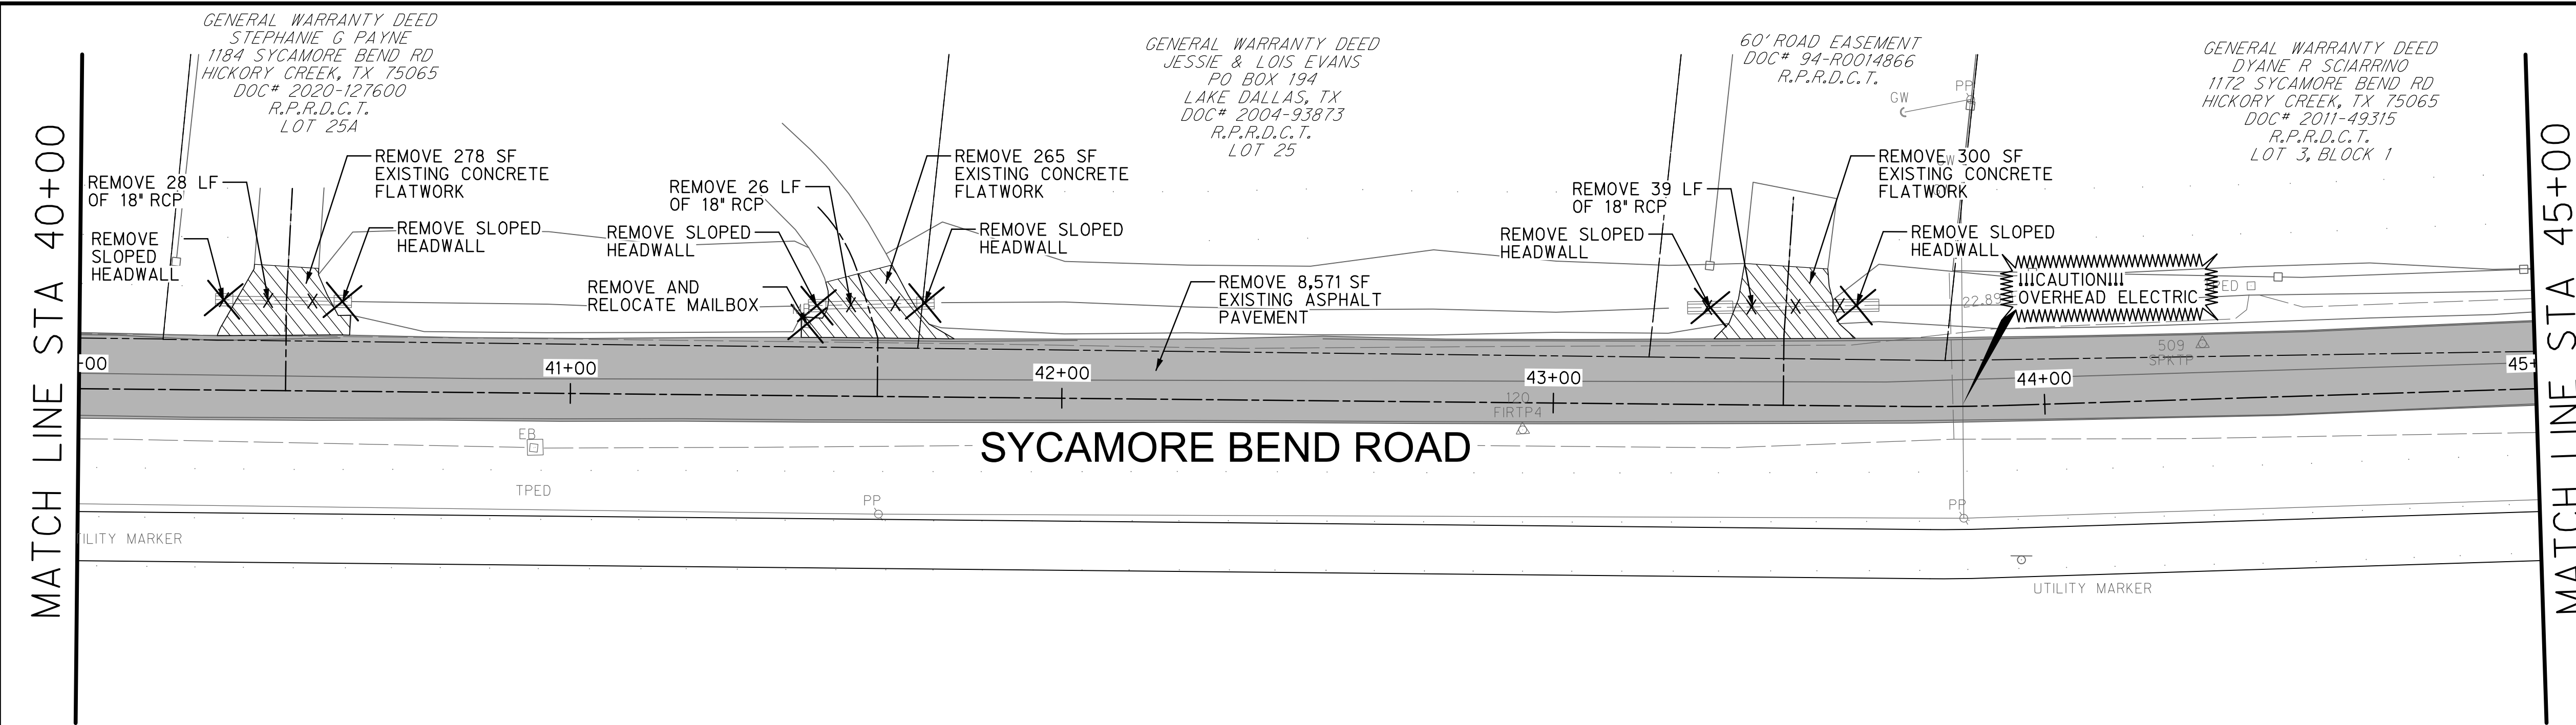 GENERAL WARRANTY DEED
STEPHANIE G PAYNE
1184 SYCAMORE BEND RD
HICKORY CREEK, TX 75065
DOC# 2020-127600
R.P.R.D.C.T.
LOT 25A
GENERAL WARRANTY DEED
JESSIE & LOIS EVANS
PO BOX 194
LAKE DALLAS, TX
DOC# 2004-93873
R.P.R.D.C.T.
LOT 25
60' ROAD EASEMENT
DOC# 94-R0014866
R.P.R.D.C.T.
GENERAL WARRANTY DEED
DYANE R SCIARRINO
1172 SYCAMORE BEND RD
HICKORY CREEK, TX 75065
DOC# 2011-49315
R.P.R.D.C.T.
LOT 3, BLOCK 1
MATCH LINE STA 40+00
REMOVE 28 LF
OF 18" RCP
REMOVE 278 SF
EXISTING CONCRETE
FLATWORK
REMOVE
SLOPED
HEADWALL
REMOVE SLOPED
HEADWALL
REMOVE 26 LF
OF 18" RCP
REMOVE 265 SF
EXISTING CONCRETE
FLATWORK
REMOVE SLOPED
HEADWALL
REMOVE SLOPED
HEADWALL
REMOVE AND
RELOCATE MAILBOX
REMOVE 8,571 SF
EXISTING ASPHALT
PAVEMENT
REMOVE 39 LF
OF 18" RCP
REMOVE 300 SF
EXISTING CONCRETE
FLATWORK
REMOVE SLOPED
HEADWALL
REMOVE SLOPED
HEADWALL
GW
PP
!!!CAUTION!!!
OVERHEAD ELECTRIC
22.89
PED
509
SPKTP
-00
41+00
42+00
43+00
44+00
45+
120
FIRTP4
EB
SYCAMORE BEND ROAD
TPED
PP
PP
TILITY MARKER
UTILITY MARKER
MATCH LINE STA 45+00